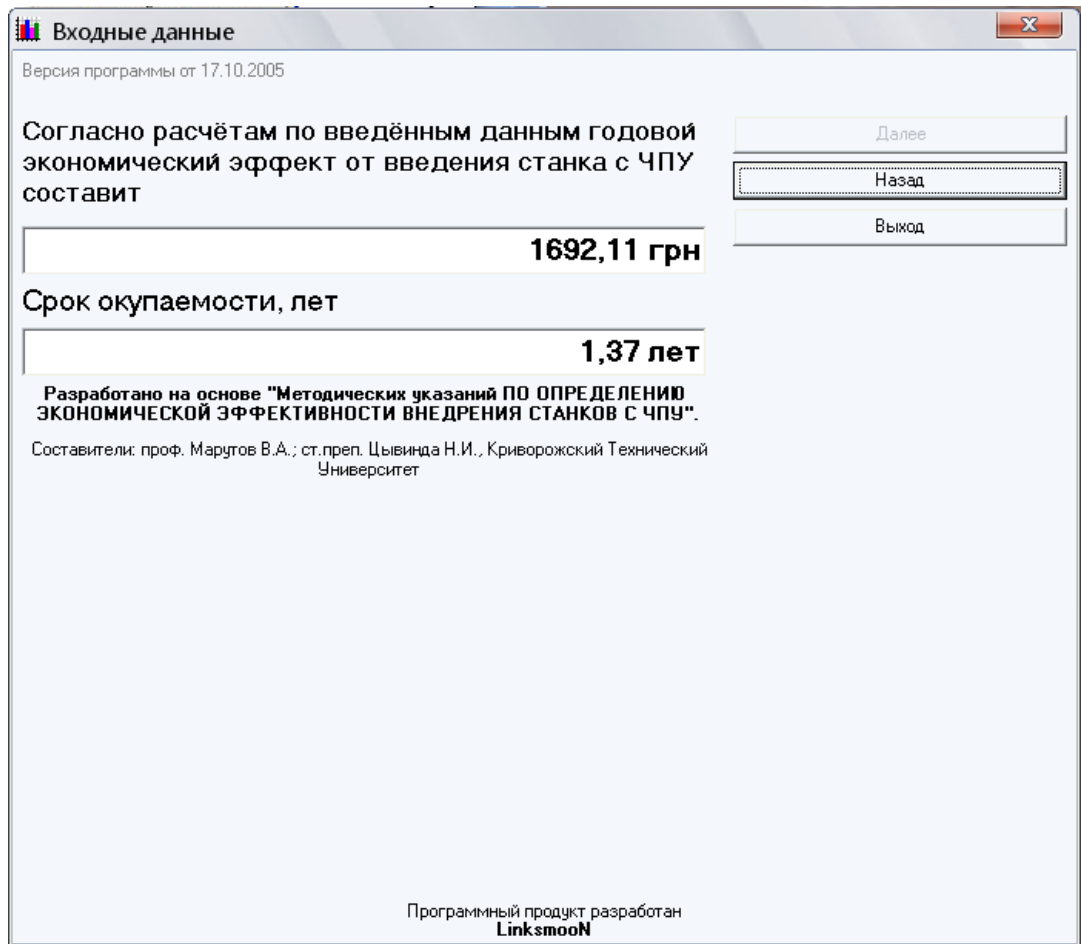 Входные данные
Версия программы от 17.10.2005
Согласно расчётам по введённым данным годовой
экономический эффект от введения станка с ЧПУ
составит
1692,11 грн
Срок окупаемости, лет
1,37 лет
Разработано на основе "Методических указаний ПО ОПРЕДЕЛЕНИЮ
ЭКОНОМИЧЕСКОЙ ЭФФЕКТИВНОСТИ ВНЕДРЕНИЯ СТАНКОВ С ЧПУ".
Составители: проф. Марутов В.А.; ст.преп. Цывинда Н.И., Криворожский Технический
Университет
Далее
Назад
Выход
Программный продукт разработан
LinksmooN